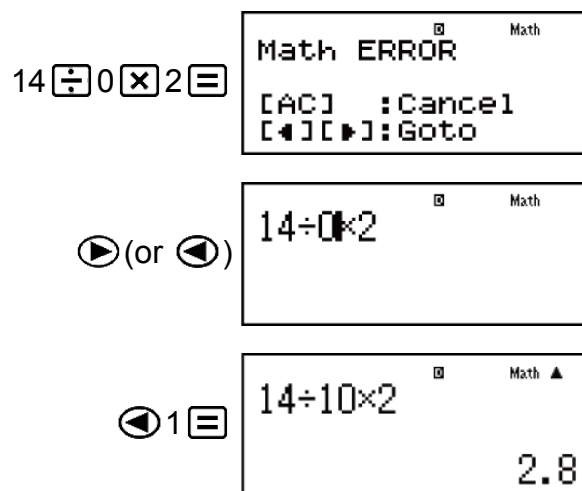 14 ÷ 0 × 2 =
D Math
Math ERROR
[AC] :Cancel
[◀][▶]:Goto
▶ (or ◀)
D Math
14÷0×2
◀ 1 =
D Math ▲
14÷10×2
2.8